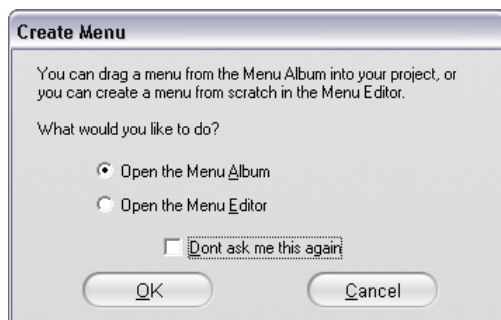 Create Menu
You can drag a menu from the Menu Album into your project, or
you can create a menu from scratch in the Menu Editor.
What would you like to do?
Open the Menu Album
Open the Menu Editor
Dont ask me this again
OK
Cancel